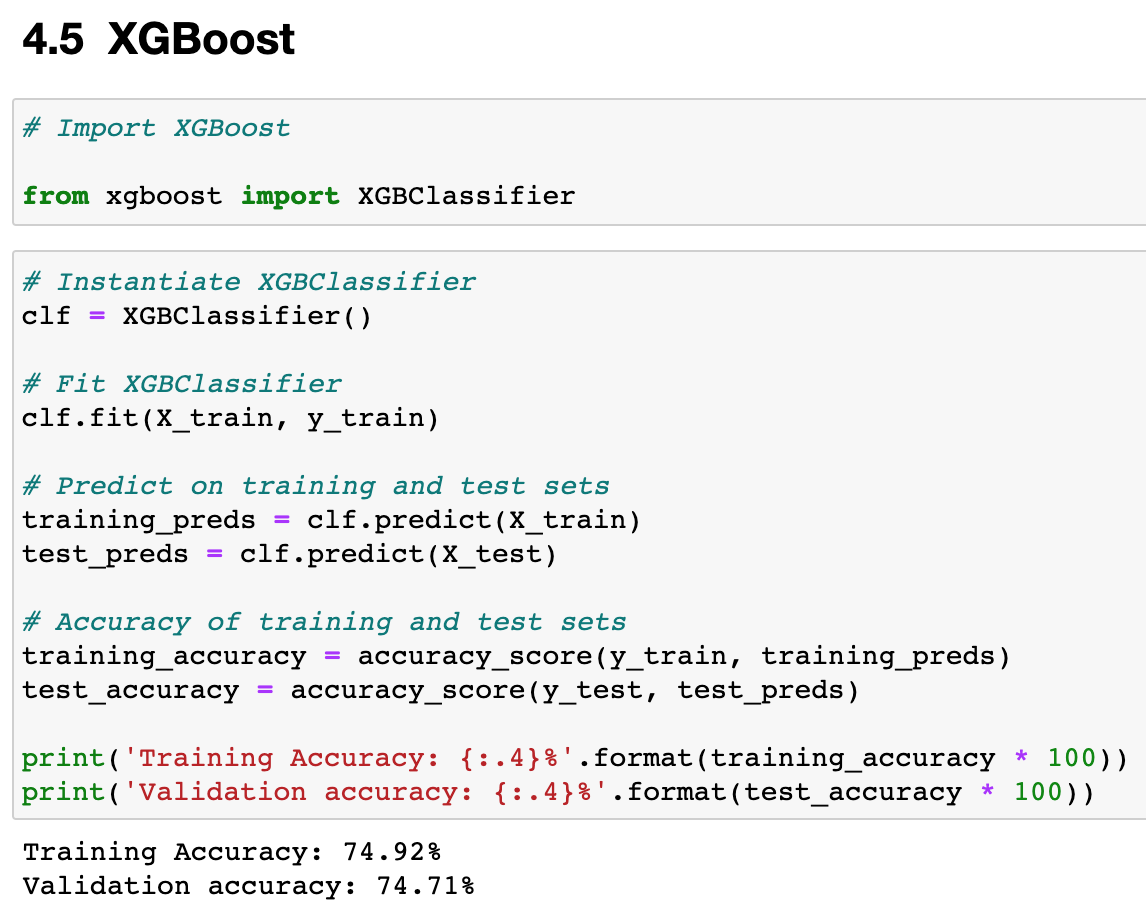 4.5 XGBoost
# Import XGBoost
from xgboost import XGBClassifier
# Instantiate XGBClassifier
clf = XGBClassifier()
# Fit XGBClassifier
clf.fit(X_train, y_train)
# Predict on training and test sets
training_preds = clf.predict(X_train)
test_preds = clf.predict(X_test)
# Accuracy of training and test sets
training_accuracy = accuracy_score(y_train, training_preds)
test_accuracy = accuracy_score(y_test, test_preds)
print('Training Accuracy: {:.4}%'.format(training_accuracy * 100))
print('Validation accuracy: {:.4}%'.format(test_accuracy * 100))
Training Accuracy: 74.92%
Validation accuracy: 74.71%